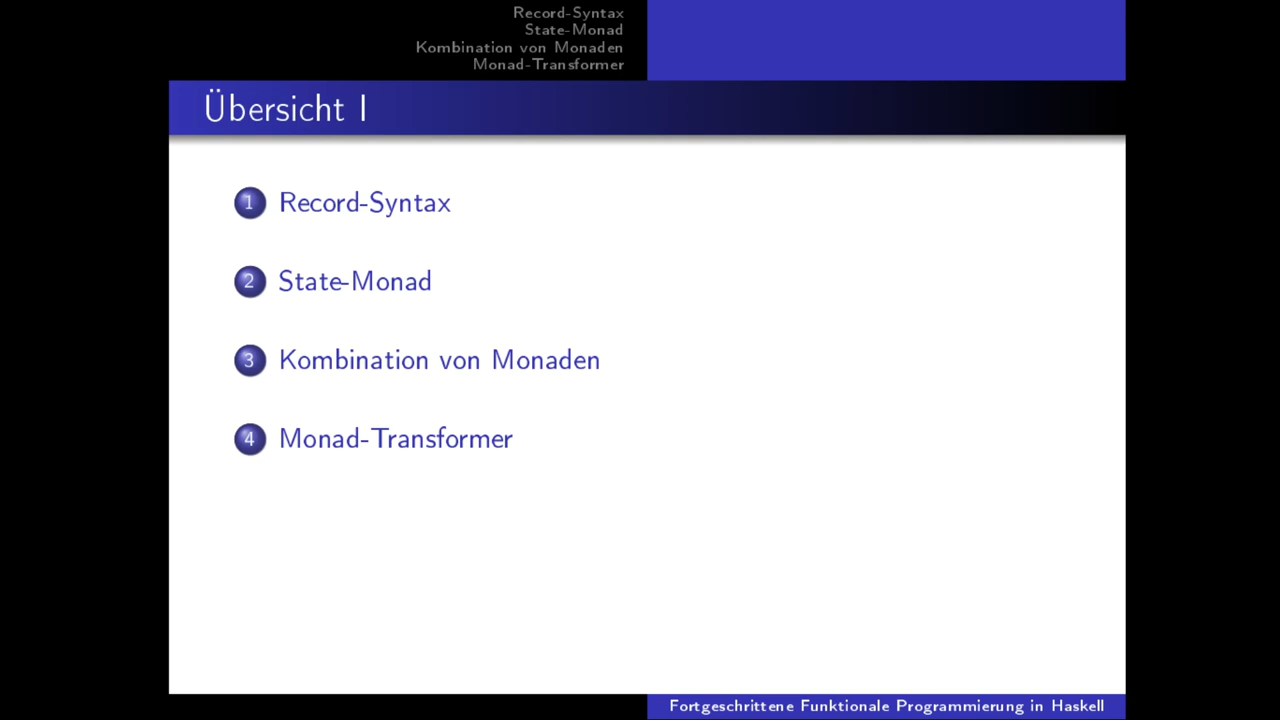 Record-Syntax
State-Monad
Kombination von Monaden
Monad-Transformer
Übersicht I
1 Record-Syntax
2 State-Monad
3 Kombination von Monaden
4 Monad-Transformer
Fortgeschrittene Funktionale Programmierung in Haskell